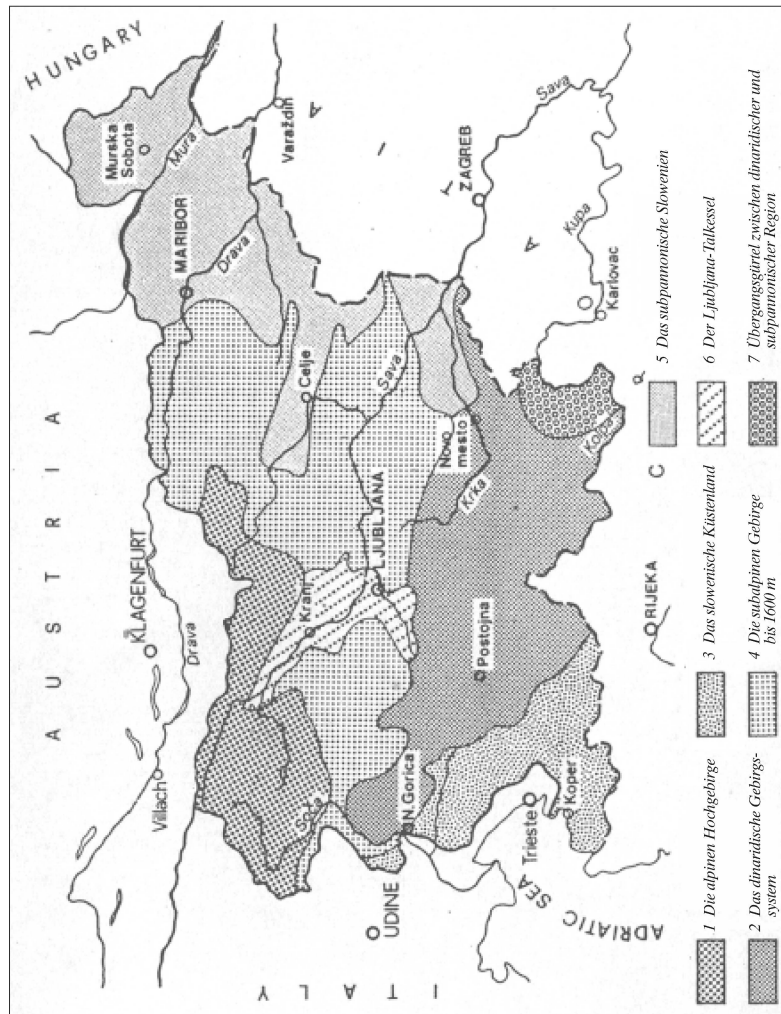 HUNGARY
AUSTRIA
ITALY
C R O A T I A
ADRIATIC SEA
Murska
Sobota
Mura
MARIBOR
Drava
Varaždin
KLAGENFURT
Drava
Villach
Celje
Sava
Sava
ZAGREB
Kranj
LJUBLJANA
Novo
mesto
Krka
Kupa
Karlovac
Kolpa
Soča
UDINE
N. Gorica
Postojna
Trieste
Koper
RIJEKA
1 Die alpinen Hochgebirge
2 Das dinaridische Gebirgs-
system
3 Das slowenische Küstenland
4 Die subalpinen Gebirge
bis 1600 m
5 Das subpannonische Slowenien
6 Der Ljubljana-Talkessel
7 Übergangsgürtel zwischen dinaridischer und
subpannonischer Region